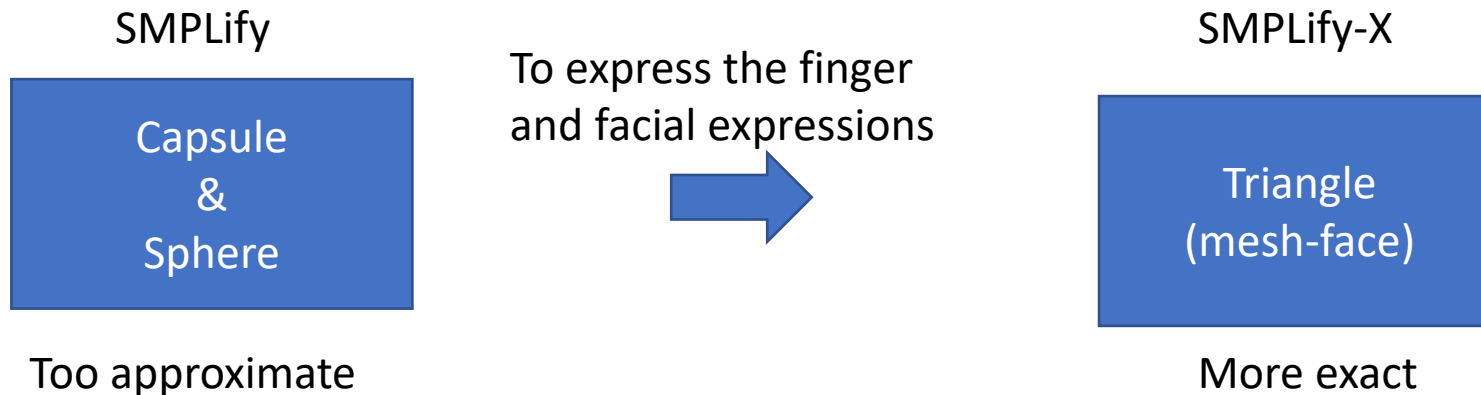 SMPLify
Capsule
&
Sphere
Too approximate
To express the finger
and facial expressions
SMPLify-X
Triangle
(mesh-face)
More exact